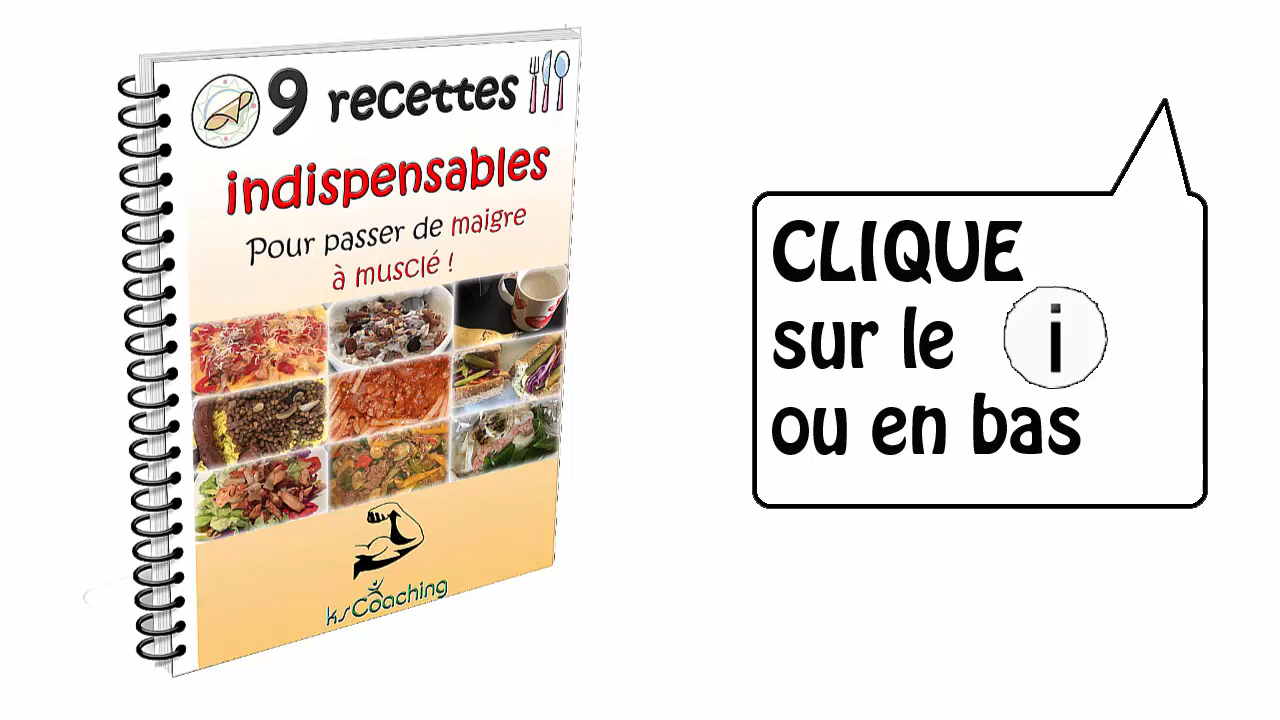 9 recettes
indispensables
Pour passer de maigre
à musclé !
ksCoaching
CLIQUE
sur le i
ou en bas